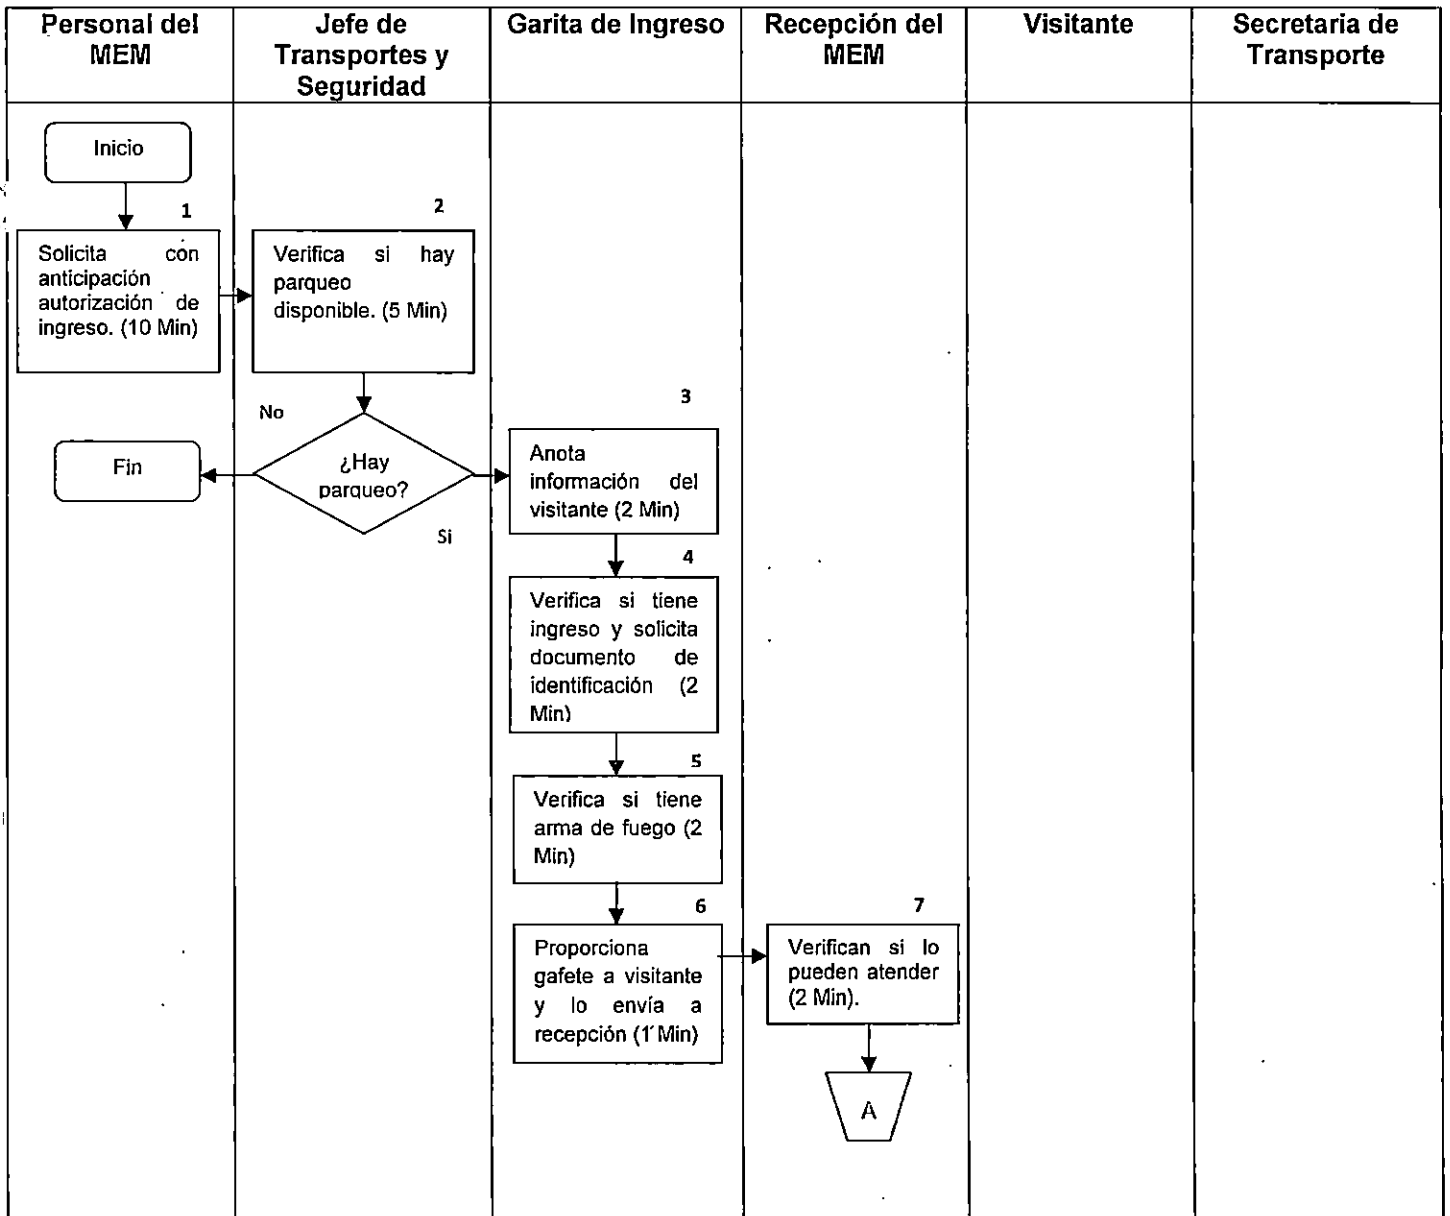 Personal del
MEM
Jefe de
Transportes y
Seguridad
Garita de Ingreso
Recepción del
MEM
Visitante
Secretaria de
Transporte
Inicio
1
Solicita con
anticipación
autorización de
ingreso. (10 Min)
2
Verifica si hay
parqueo
disponible. (5 Min)
No
¿Hay
parqueo?
Si
Fin
3
Anota
información del
visitante (2 Min)
4
Verifica si tiene
ingreso y solicita
documento de
identificación (2
Min)
5
Verifica si tiene
arma de fuego (2
Min)
6
Proporciona
gafete a visitante
y lo envía a
recepción (1 Min)
7
Verifican si lo
pueden atender
(2 Min).
A